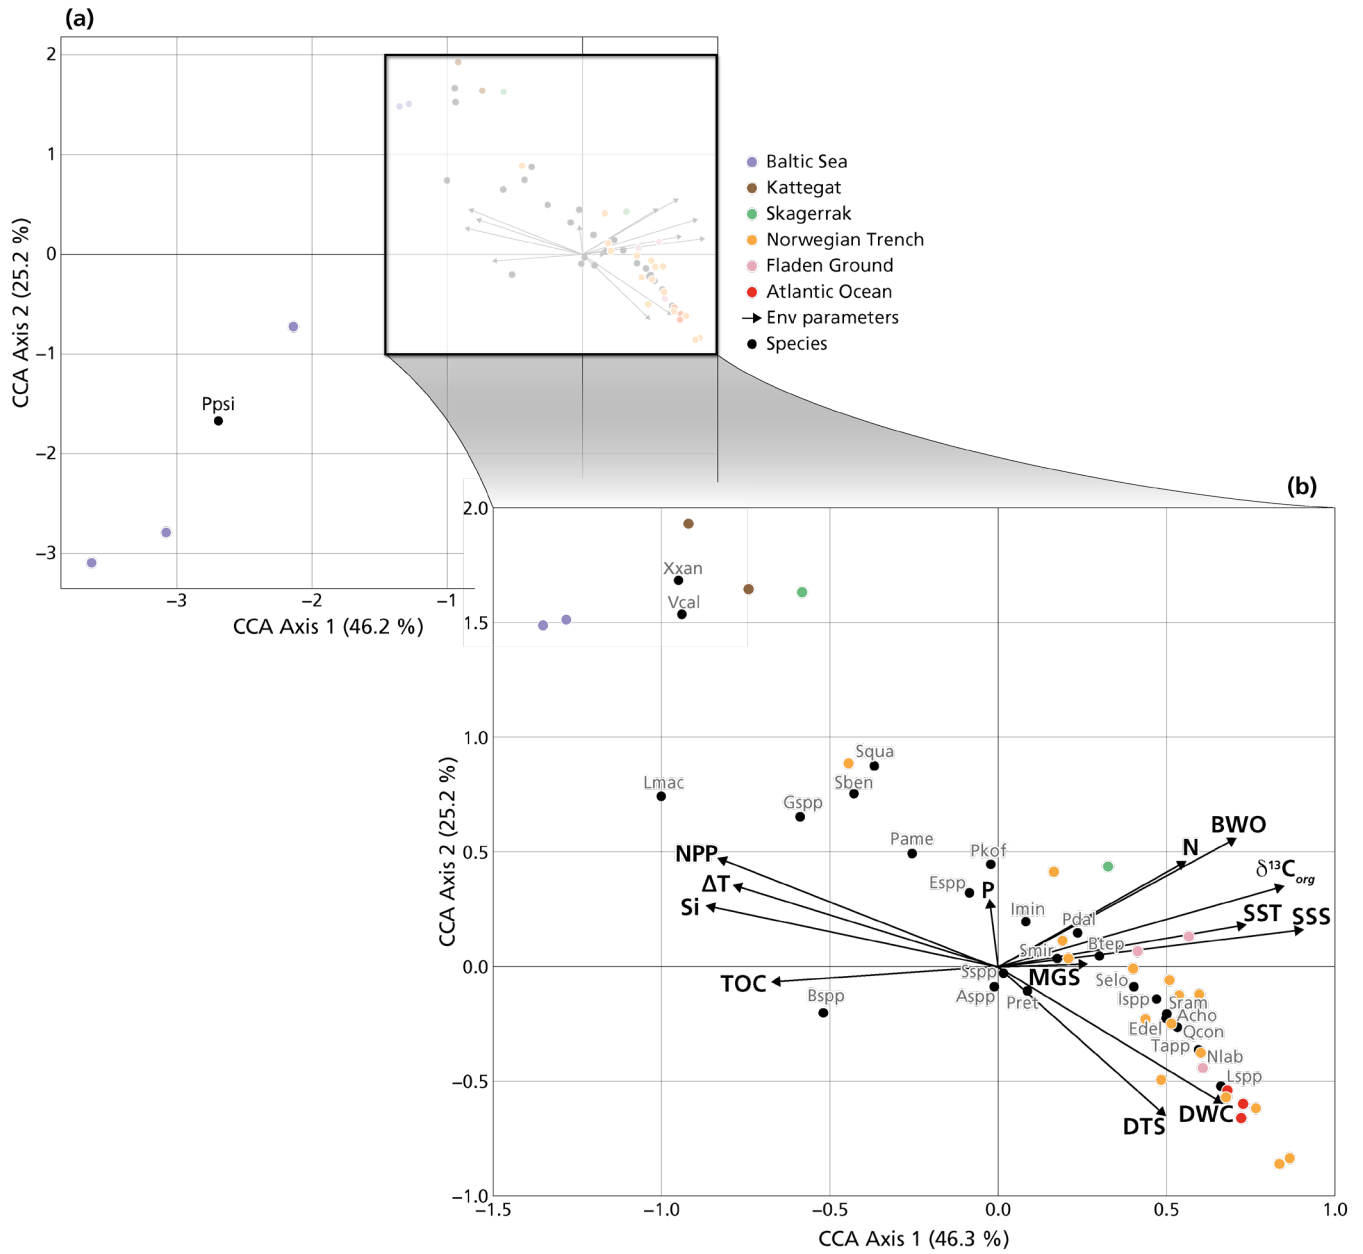 (a)
2
1
0
−1
−2
−3
CCA Axis 2 (25.2 %)
−3
−2
−1
CCA Axis 1 (46.2 %)
Ppsi
Baltic Sea
Kattegat
Skagerrak
Norwegian Trench
Fladen Ground
Atlantic Ocean
Env parameters
Species
(b)
2.0
1.5
1.0
0.5
0.0
−0.5
−1.0
CCA Axis 2 (25.2 %)
Xxan
Vcal
Squa
Lmac
Sben
Gspp
Pame
Pkof
NPP
N
BWO
ΔT
Espp
P
δ¹³Corg
Si
Imin
Pdal
SST
SSS
Smir
Btep
Sspp
MGS
TOC
Selo
Bspp
Aspp
Pret
Ispp
Sram
Acho
Edel
Qcon
Tapp
Nlab
Lspp
DTS
DWC
−1.5
−1.0
−0.5
0.0
0.5
1.0
CCA Axis 1 (46.3 %)